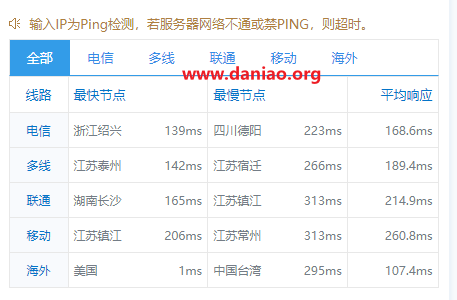 输入IP为Ping检测，若服务器网络不通或禁PING，则超时。
全部 电信 多线 联通 移动 海外
www.daniao.org
线路 最快节点 最慢节点 平均响应
电信 浙江绍兴 139ms 四川德阳 223ms 168.6ms
多线 江苏泰州 142ms 江苏宿迁 266ms 189.4ms
联通 湖南长沙 165ms 江苏镇江 313ms 214.9ms
移动 江苏镇江 206ms 江苏常州 313ms 260.8ms
海外 美国 1ms 中国台湾 295ms 107.4ms